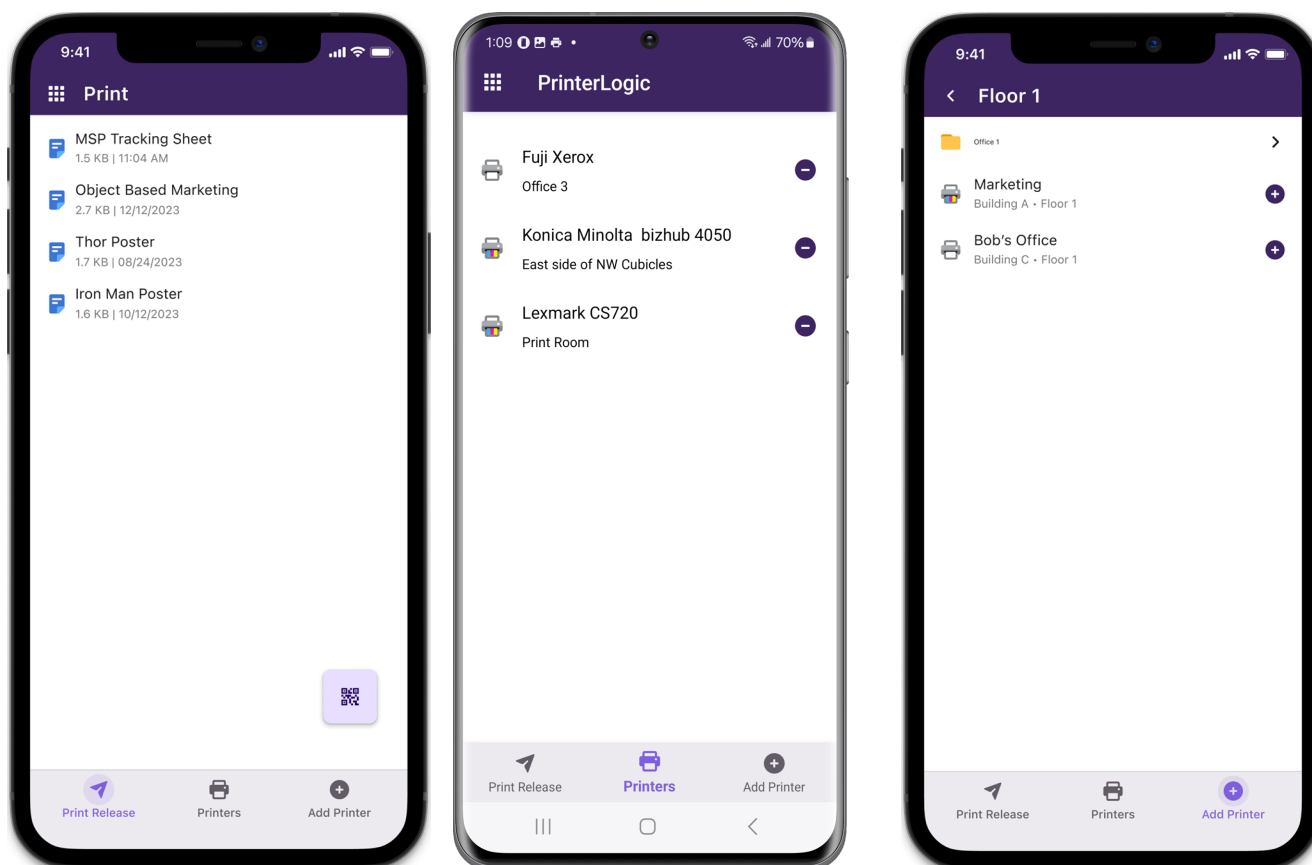 9:41
Print
MSP Tracking Sheet
1.5 KB | 11:04 AM
Object Based Marketing
2.7 KB | 12/12/2023
Thor Poster
1.7 KB | 08/24/2023
Iron Man Poster
1.6 KB | 10/12/2023
Print Release
Printers
Add Printer
1:09
70%
PrinterLogic
Fuji Xerox
Office 3
Konica Minolta bizhub 4050
East side of NW Cubicles
Lexmark CS720
Print Room
Print Release
Printers
Add Printer
9:41
Floor 1
Office 1
Marketing
Building A • Floor 1
Bob's Office
Building C • Floor 1
Print Release
Printers
Add Printer